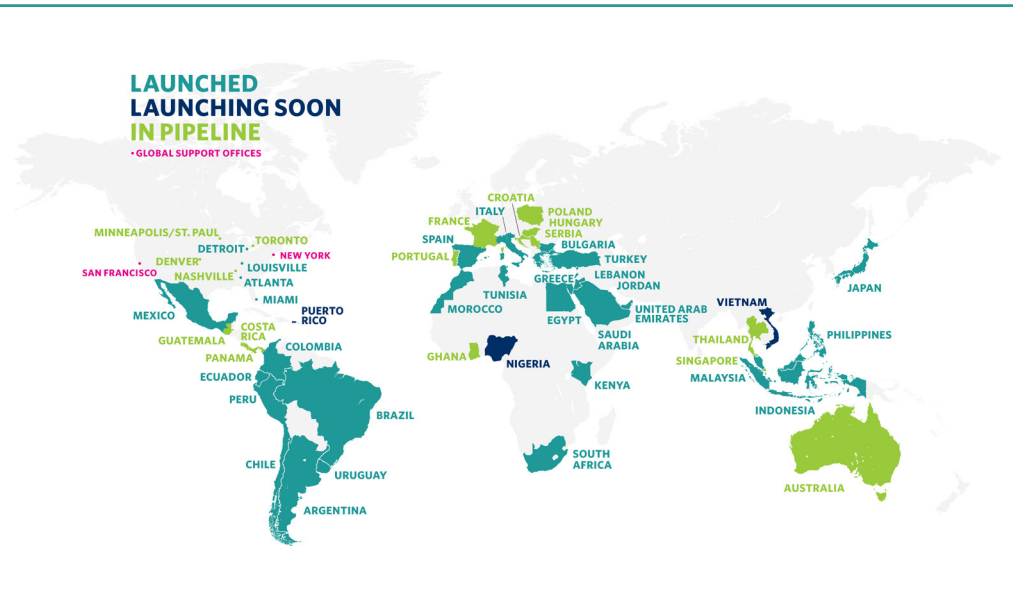 LAUNCHED
LAUNCHING SOON
IN PIPELINE
• GLOBAL SUPPORT OFFICES
MINNEAPOLIS/ST. PAUL
DETROIT
TORONTO
NEW YORK
DENVER
SAN FRANCISCO
LOUISVILLE
NASHVILLE
ATLANTA
MIAMI
MEXICO
PUERTO
RICO
COSTA
RICA
GUATEMALA
PANAMA
COLOMBIA
ECUADOR
PERU
BRAZIL
CHILE
URUGUAY
ARGENTINA
CROATIA
ITALY
POLAND
FRANCE
HUNGARY
SERBIA
SPAIN
BULGARIA
PORTUGAL
TURKEY
GREECE
LEBANON
JORDAN
TUNISIA
MOROCCO
EGYPT
UNITED ARAB
EMIRATES
SAUDI
ARABIA
GHANA
NIGERIA
KENYA
SOUTH
AFRICA
JAPAN
VIETNAM
THAILAND
PHILIPPINES
SINGAPORE
MALAYSIA
INDONESIA
AUSTRALIA